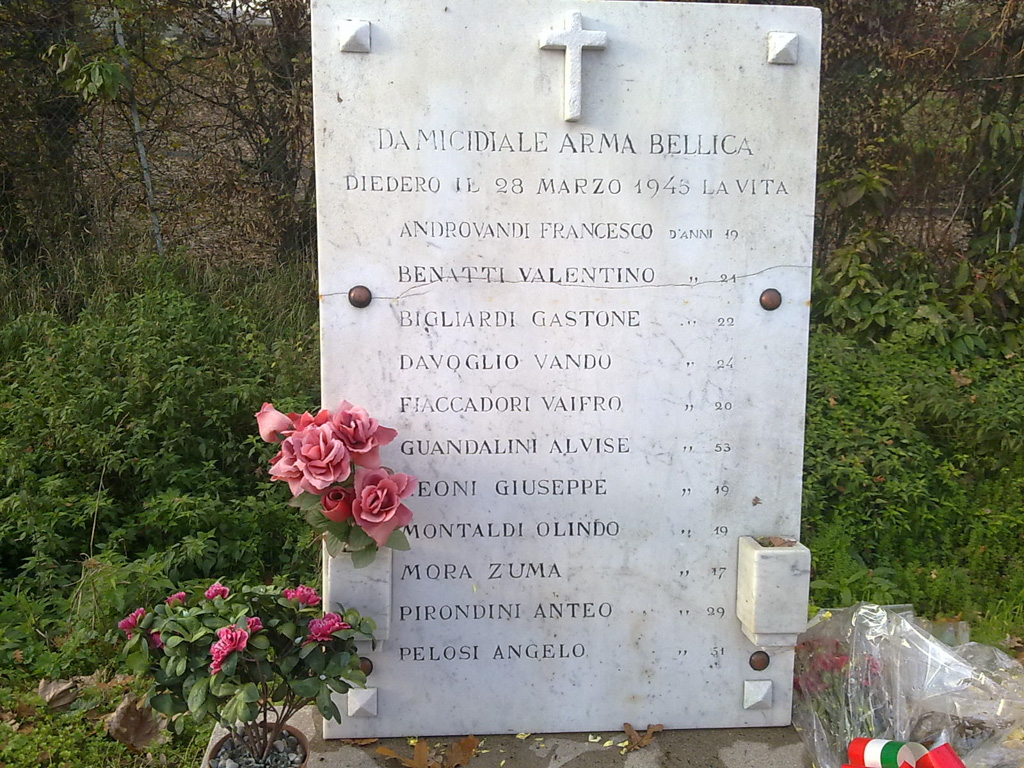 DA MICIDIALE ARMA BELLICA
DIEDERO IL 28 MARZO 1945 LA VITA
ANDROVANDI FRANCESCO D'ANNI 19
BENATTI VALENTINO " 21
BIGLIARDI GASTONE " 22
DAVOGLIO VANDO " 24
FIACCADORI VAIFRO " 20
GUANDALINI ALVISE " 53
LEONI GIUSEPPE " 19
MONTALDI OLINDO " 19
MORA ZUMA " 17
PIRONDINI ANTEO " 29
PELOSI ANGELO "